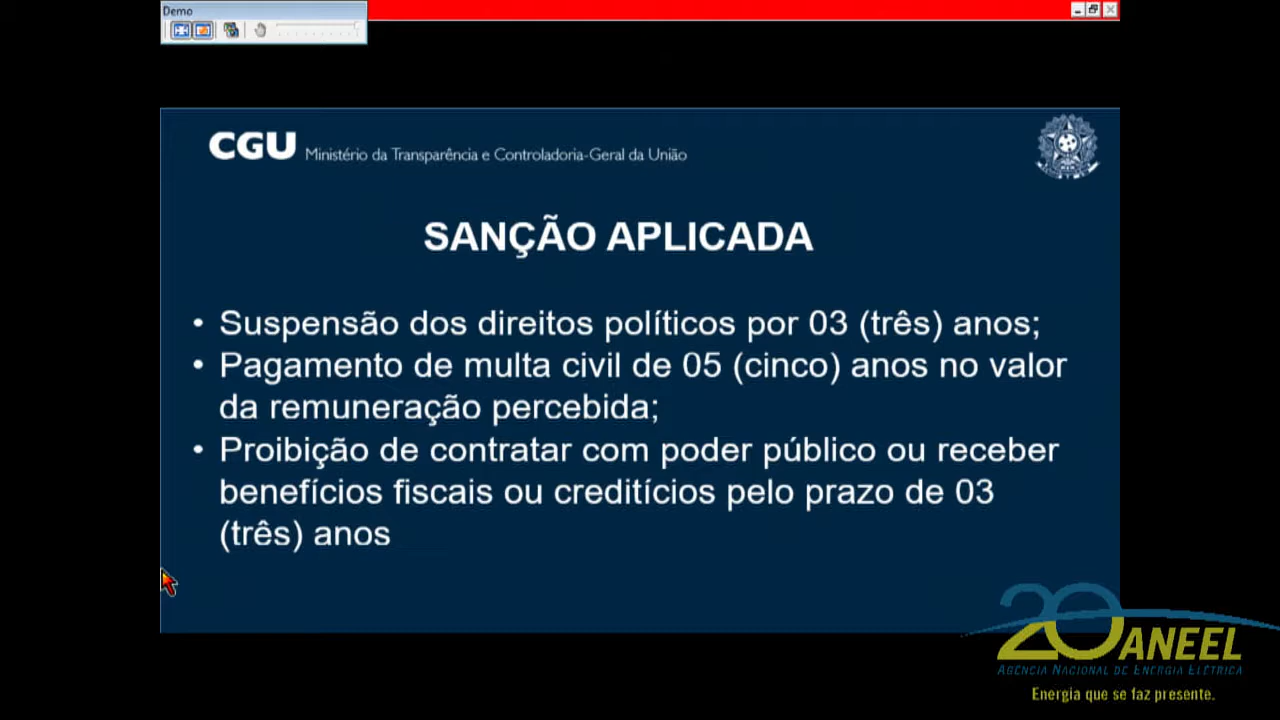 Demo
CGU Ministério da Transparência e Controladoria-Geral da União
SANÇÃO APLICADA
• Suspensão dos direitos políticos por 03 (três) anos;
• Pagamento de multa civil de 05 (cinco) anos no valor
da remuneração percebida;
• Proibição de contratar com poder público ou receber
benefícios fiscais ou creditícios pelo prazo de 03
(três) anos
20 ANEEL
AGÊNCIA NACIONAL DE ENERGIA ELÉTRICA
Energia que se faz presente.